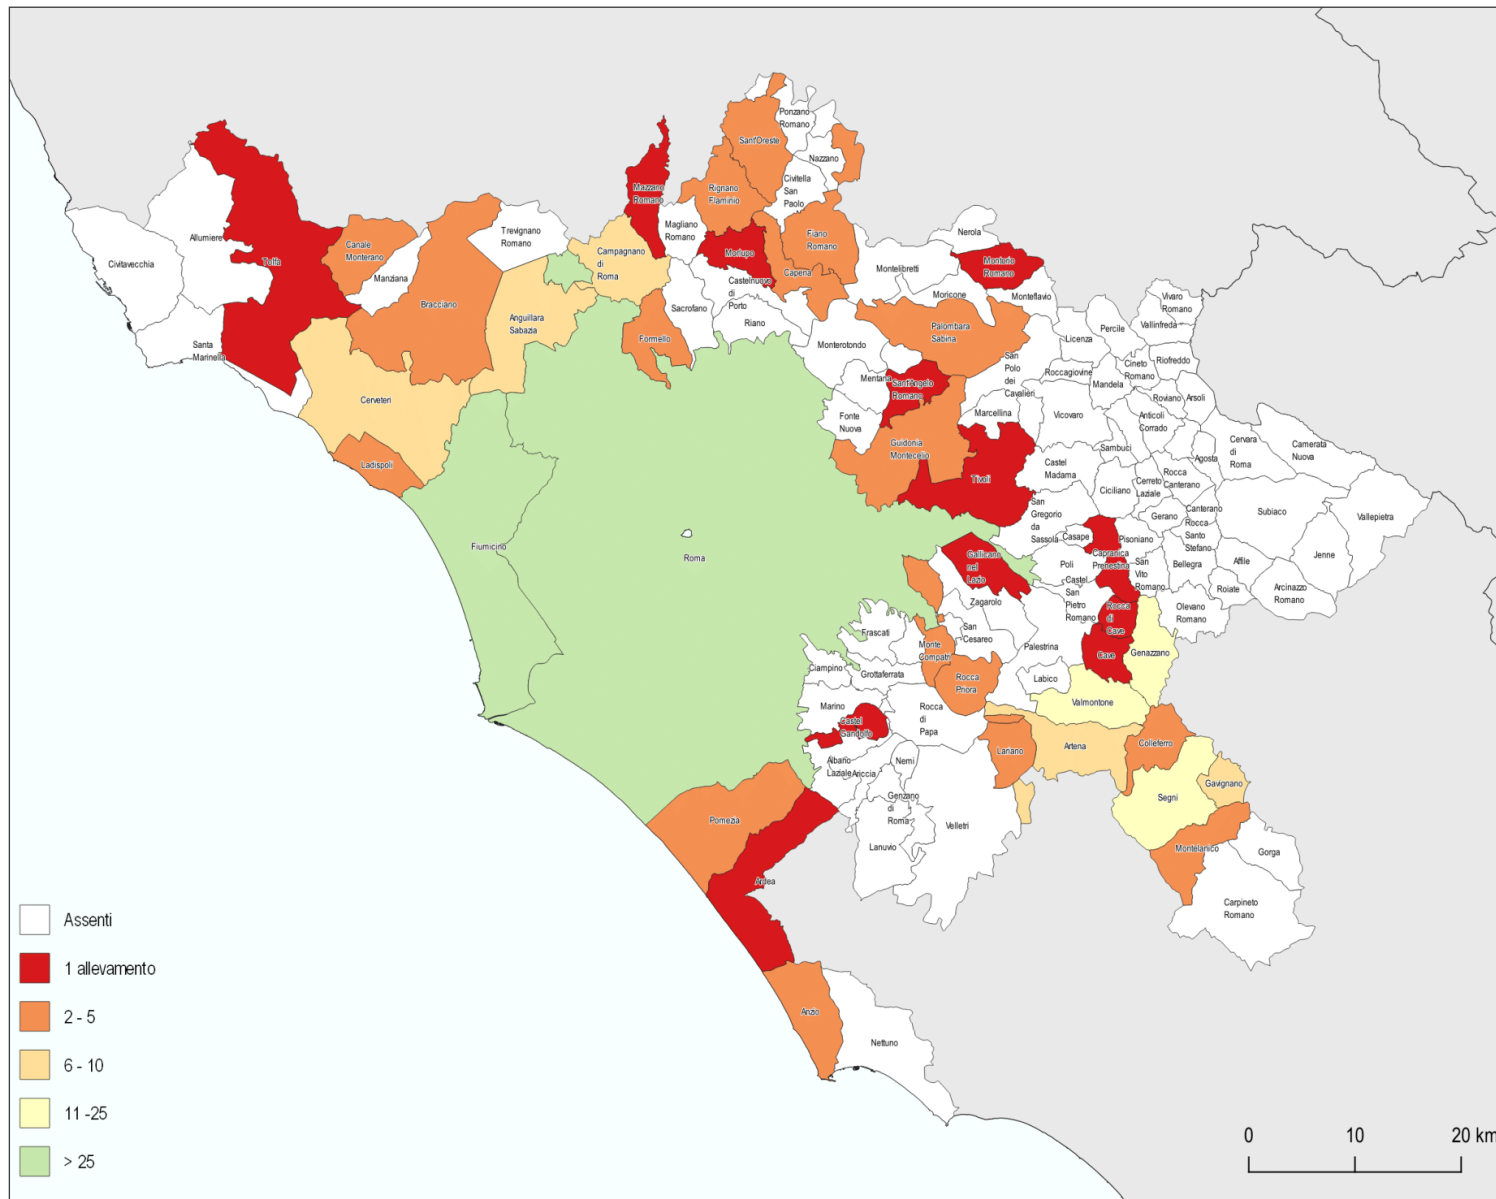 Ponzano
Romano
Sant'Oreste
Nazzano
Civitella
San
Paolo
Mazzano
Romano
Rignano
Flaminio
Magliano
Romano
Fiano
Romano
Trevignano
Romano
Nerola
Canale
Monterano
Allumiere
Civitavecchia
Tolfa
Manziana
Campagnano
di
Roma
Morlupo
Capena
Montelibretti
Montorio
Romano
Moricone
Monteflavio
Castelnuovo
di
Porto
Sacrofano
Riano
Bracciano
Anguillara
Sabazia
Formello
Monterotondo
Palombara
Sabina
Vivaro
Romano
Vallinfreda
Percile
Licenza
Santa
Marinella
Cerveteri
Ladispoli
Mentana
Sant'Angelo
Romano
San
Polo
dei
Cavalieri
Roccagiovine
Mandela
Cineto
Romano
Riofreddo
Roviano
Arsoli
Fonte
Nuova
Marcellina
Vicovaro
Anticoli
Corrado
Guidonia
Montecelio
Tivoli
Castel
Madama
Sambuci
Ciciliano
Cerreto
Laziale
Rocca
Canterano
Agosta
Cervara
di
Roma
Camerata
Nuova
San
Gregorio
da
Sassola
Casape
Gerano
Canterano
Rocca
Santo
Stefano
Subiaco
Vallepietra
Pisoniano
Fiumicino
Roma
Gallicano
nel
Lazio
Poli
Capranica
Prenestina
San
Vito
Romano
Bellegra
Affile
Jenne
Roiate
Arcinazzo
Romano
Castel
San
Pietro
Romano
Zagarolo
Rocca
di
Cave
Olevano
Romano
Frascati
Monte
Compatri
San
Cesareo
Palestrina
Cave
Genazzano
Ciampino
Grottaferrata
Rocca
Priora
Labico
Marino
Castel
Gandolfo
Rocca
di
Papa
Valmontone
Albano
Laziale
Ariccia
Nemi
Lariano
Artena
Colleferro
Genzano
di
Roma
Velletri
Segni
Gavignano
Pomezia
Lanuvio
Montelanico
Gorga
Ardea
Carpineto
Romano
Anzio
Nettuno
Assenti
1 allevamento
2 - 5
6 - 10
11 -25
> 25
0 10 20 km